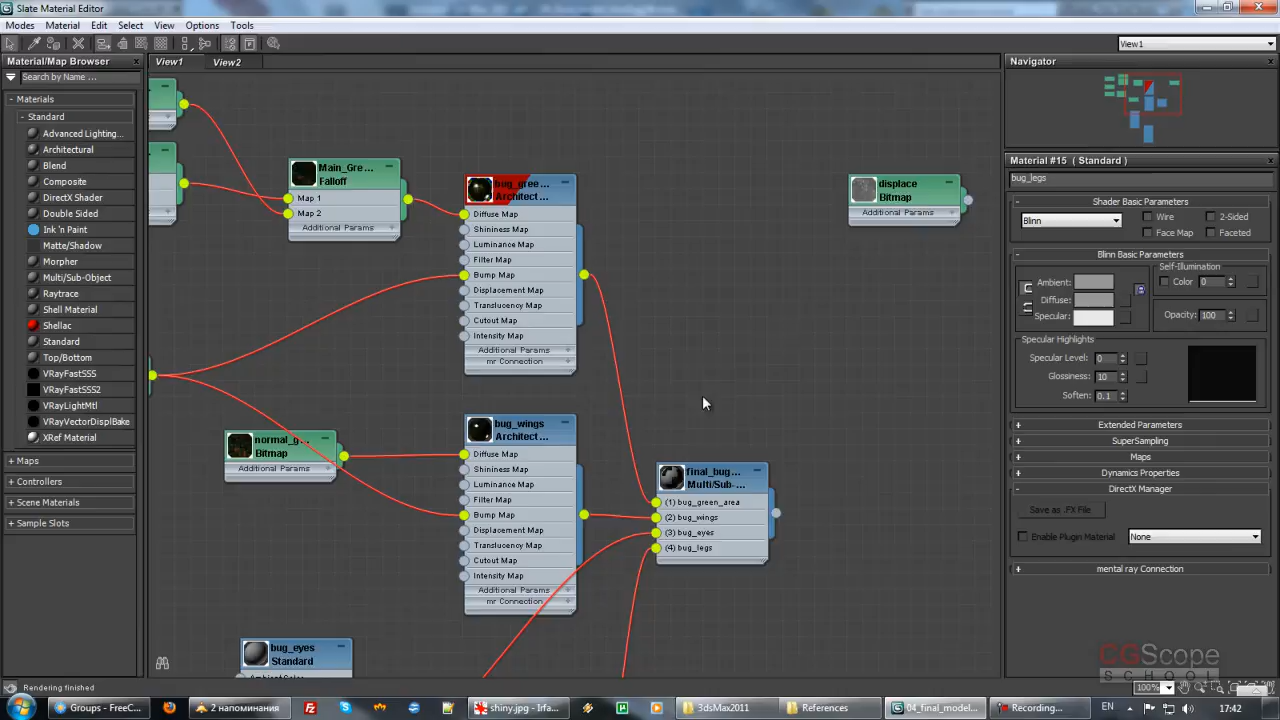 Slate Material Editor
Modes Material Edit Select View Options Tools
View1
Material/Map Browser
Search by Name ...
- Materials
- Standard
Advanced Lighting...
Architectural
Blend
Composite
DirectX Shader
Double Sided
Ink 'n Paint
Matte/Shadow
Morpher
Multi/Sub-Object
Raytrace
Shell Material
Shellac
Standard
Top/Bottom
VRayFastSSS
VRayFastSSS2
VRayLightMtl
VRayVectorDisplBake
XRef Material
+ Maps
+ Controllers
+ Scene Materials
+ Sample Slots
View1 View2
Main_Gre...
Falloff
Map 1
Map 2
Additional Params
bug_gree...
Architect ...
Diffuse Map
Shininess Map
Luminance Map
Filter Map
Bump Map
Displacement Map
Translucency Map
Cutout Map
Intensity Map
Additional Params
mr Connection
normal_g...
Bitmap
Additional Params
bug_wings
Architect ...
Diffuse Map
Shininess Map
Luminance Map
Filter Map
Bump Map
Displacement Map
Translucency Map
Cutout Map
Intensity Map
Additional Params
mr Connection
bug_eyes
Standard
final_bug...
Multi/Sub-...
(1) bug_green_area
(2) bug_wings
(3) bug_eyes
(4) bug_legs
displace
Bitmap
Additional Params
Navigator
Material #15 ( Standard )
bug_legs
Shader Basic Parameters
Blinn
Wire
2-Sided
Face Map
Faceted
Blinn Basic Parameters
Ambient:
Diffuse:
Specular:
Self-Illumination
Color 0
Opacity: 100
Specular Highlights
Specular Level: 0
Glossiness: 10
Soften: 0.1
Extended Parameters
SuperSampling
Maps
Dynamics Properties
DirectX Manager
Save as .FX File
Enable Plugin Material
None
mental ray Connection
CGScope
SCHOOL
Rendering finished
100%
Groups - FreeC...
2 напоминания
shiny.jpg - Irfa...
3dsMax2011
References
04_final_model...
Recording...
EN
17:42